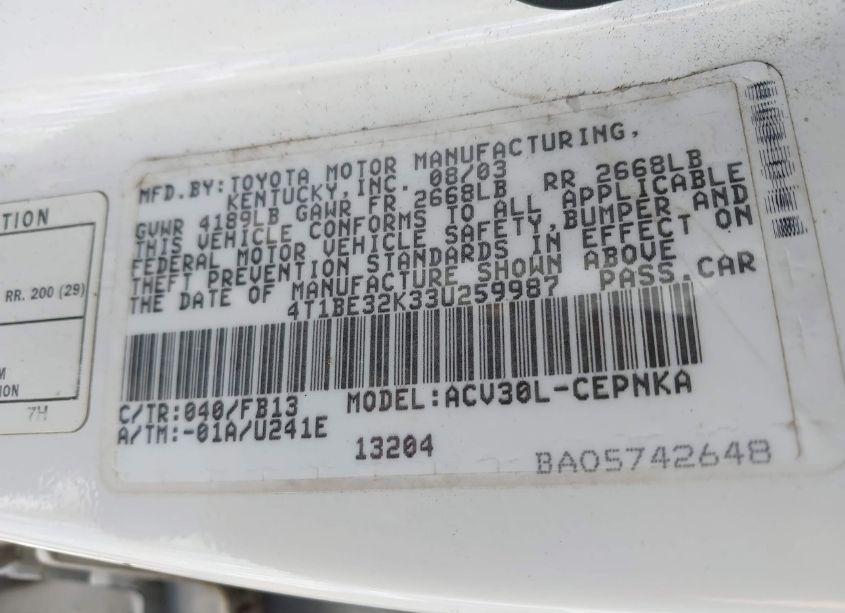 TION
RR. 200 (29)
M
ION
7H
MFD.BY:TOYOTA MOTOR MANUFACTURING,
KENTUCKY,INC. 08/03
GVWR 4189LB GAWR FR 2668LB RR 2668LB
THIS VEHICLE CONFORMS TO ALL APPLICABLE
FEDERAL MOTOR VEHICLE SAFETY,BUMPER AND
THEFT PREVENTION STANDARDS IN EFFECT ON
THE DATE OF MANUFACTURE SHOWN ABOVE
4T1BE32K33U259987 PASS.CAR
C/TR:040/FB13 MODEL:ACV30L-CEPNKA
A/TM:-01A/U241E
13204
BA05742648